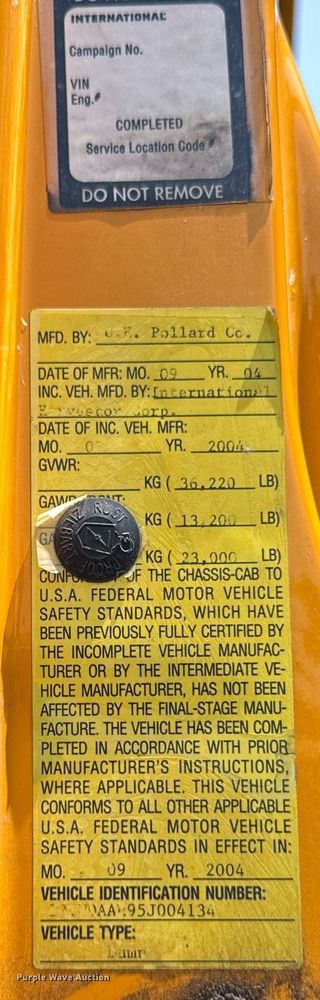 INTERNATIONAL
Campaign No.
VIN
Eng.#
COMPLETED
Service Location Code #
DO NOT REMOVE
MFD. BY: Pollard Co.
DATE OF MFR: MO. 09 YR. 04
INC. VEH. MFD. BY: International
Corp.
DATE OF INC. VEH. MFR:
MO. YR. 2004
GVWR:
KG ( 36,220 LB)
KG ( 13,200 LB)
KG ( 23,000 LB)
OF THE CHASSIS-CAB TO
U.S.A. FEDERAL MOTOR VEHICLE
SAFETY STANDARDS, WHICH HAVE
BEEN PREVIOUSLY FULLY CERTIFIED BY
THE INCOMPLETE VEHICLE MANUFAC-
TURER OR BY THE INTERMEDIATE VE-
HICLE MANUFACTURER, HAS NOT BEEN
AFFECTED BY THE FINAL-STAGE MANU-
FACTURE. THE VEHICLE HAS BEEN COM-
PLETED IN ACCORDANCE WITH PRIOR
MANUFACTURER'S INSTRUCTIONS,
WHERE APPLICABLE. THIS VEHICLE
CONFORMS TO ALL OTHER APPLICABLE
U.S.A. FEDERAL MOTOR VEHICLE
SAFETY STANDARDS IN EFFECT IN:
MO. 09 YR. 2004
VEHICLE IDENTIFICATION NUMBER:
95J004134
VEHICLE TYPE:
Purple Wave Auction